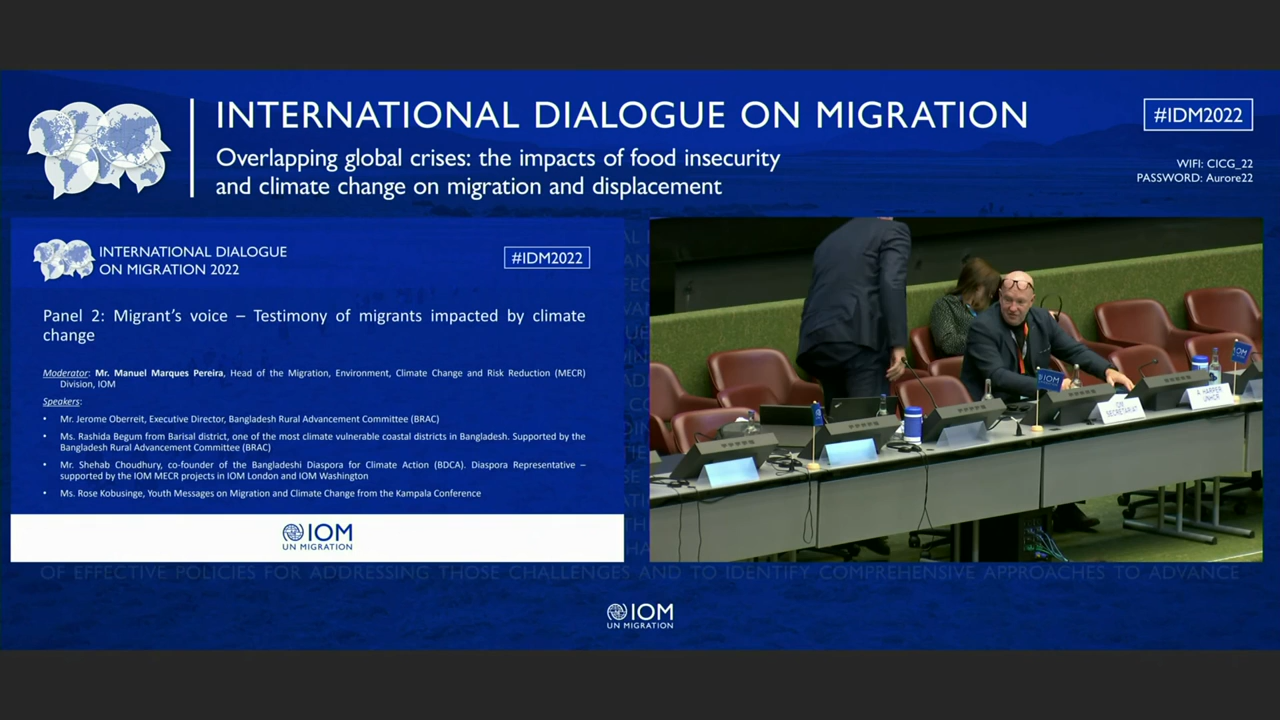 INTERNATIONAL DIALOGUE ON MIGRATION
Overlapping global crises: the impacts of food insecurity
and climate change on migration and displacement
#IDM2022
WIFI: CICG_22
PASSWORD: Aurore22
INTERNATIONAL DIALOGUE
ON MIGRATION 2022
#IDM2022
Panel 2: Migrant's voice – Testimony of migrants impacted by climate
change
Moderator: Mr. Manuel Marques Pereira, Head of the Migration, Environment, Climate Change and Risk Reduction (MECR)
Division, IOM
Speakers:
• Mr. Jerome Oberreit, Executive Director, Bangladesh Rural Advancement Committee (BRAC)
• Ms. Rashida Begum from Barisal district, one of the most climate vulnerable coastal districts in Bangladesh. Supported by the
Bangladesh Rural Advancement Committee (BRAC)
• Mr. Shehab Choudhury, co-founder of the Bangladeshi Diaspora for Climate Action (BDCA). Diaspora Representative –
supported by the IOM MECR projects in IOM London and IOM Washington
• Ms. Rose Kobusinge, Youth Messages on Migration and Climate Change from the Kampala Conference
IOM
UN MIGRATION
IOM
IOM
SECRETARIAT
A. HARPER
UNHCR
OF EFFECTIVE POLICIES FOR ADDRESSING THOSE CHALLENGES AND TO IDENTIFY COMPREHENSIVE APPROACHES TO ADVANCE
IOM
UN MIGRATION